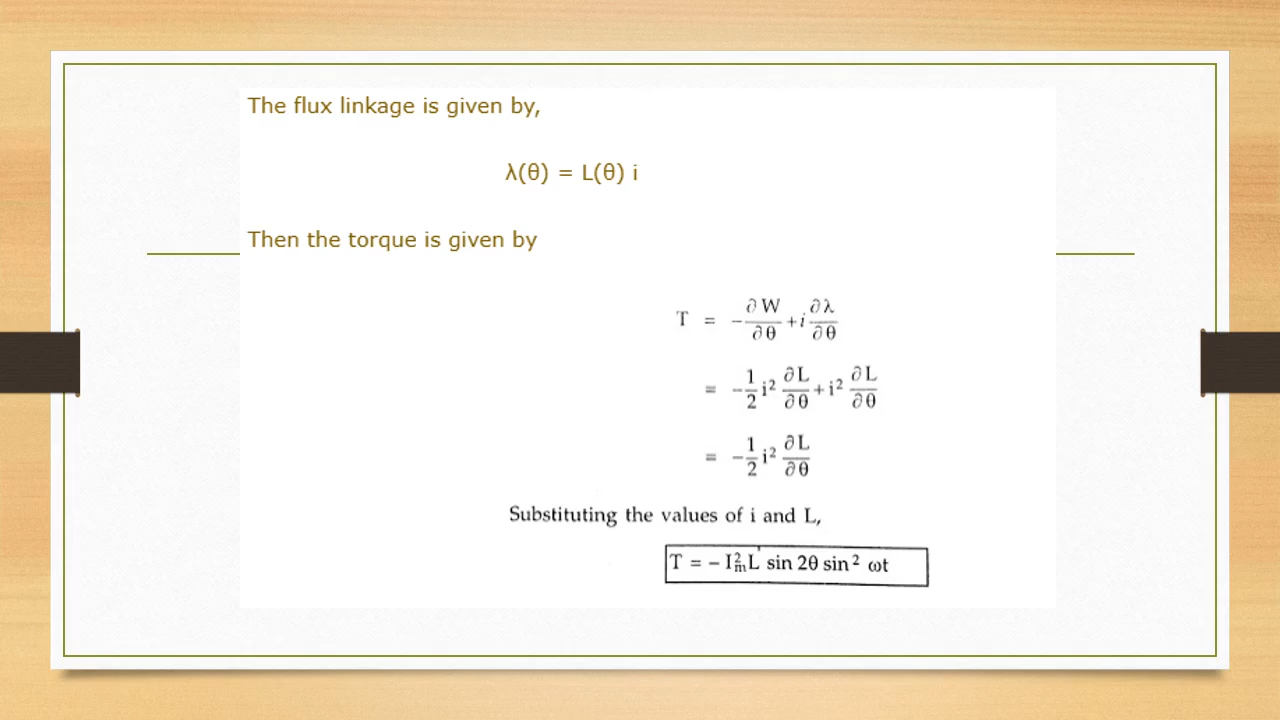 The flux linkage is given by,
λ(θ) = L(θ) i
Then the torque is given by
T = -∂W/∂θ + i ∂λ/∂θ
= -1/2 i² ∂L/∂θ + i² ∂L/∂θ
= -1/2 i² ∂L/∂θ
Substituting the values of i and L,
T = - I²ₘL' sin 2θ sin² ωt